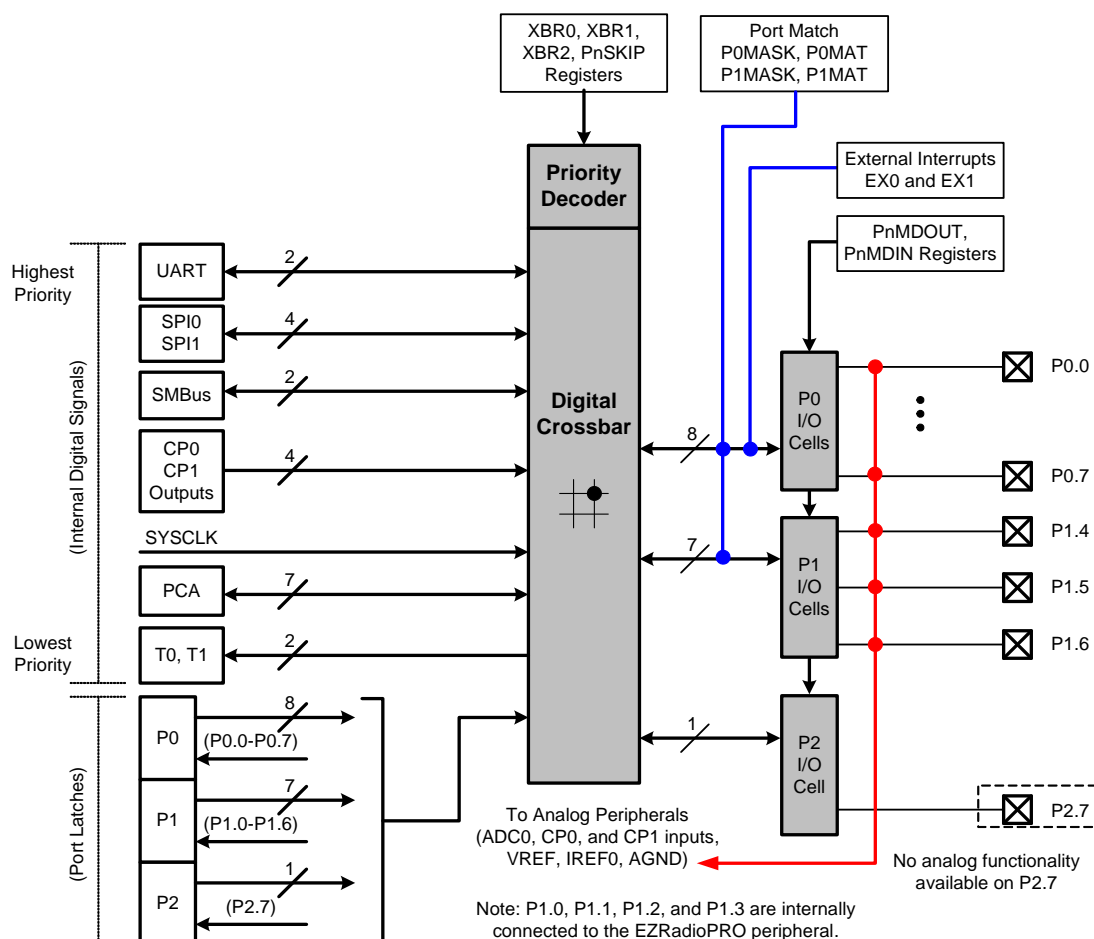 XBR0, XBR1,
XBR2, PnSKIP
Registers
Port Match
P0MASK, P0MAT
P1MASK, P1MAT
External Interrupts
EX0 and EX1
PnMDOUT,
PnMDIN Registers
Priority
Decoder
Digital
Crossbar
Highest
Priority
(Internal Digital Signals)
Lowest
Priority
UART
2
SPI0
SPI1
4
SMBus
2
CP0
CP1
Outputs
4
SYSCLK
PCA
7
T0, T1
2
(Port Latches)
P0
8
(P0.0-P0.7)
P1
7
(P1.0-P1.6)
P2
1
(P2.7)
8
7
1
P0
I/O
Cells
P1
I/O
Cells
P2
I/O
Cell
P0.0
P0.7
P1.4
P1.5
P1.6
P2.7
To Analog Peripherals
(ADC0, CP0, and CP1 inputs,
VREF, IREF0, AGND)
No analog functionality
available on P2.7
Note: P1.0, P1.1, P1.2, and P1.3 are internally
connected to the EZRadioPRO peripheral.